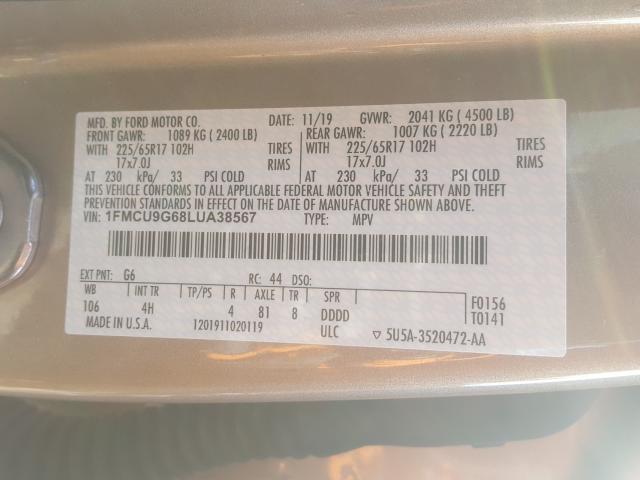 MFD. BY FORD MOTOR CO. DATE: 11/19 GVWR: 2041 KG ( 4500 LB)
FRONT GAWR: 1089 KG ( 2400 LB) REAR GAWR: 1007 KG ( 2220 LB)
WITH 225/65R17 102H TIRES WITH 225/65R17 102H TIRES
17x7.0J RIMS 17x7.0J RIMS
AT 230 kPa/ 33 PSI COLD AT 230 kPa/ 33 PSI COLD
THIS VEHICLE CONFORMS TO ALL APPLICABLE FEDERAL MOTOR VEHICLE SAFETY AND THEFT
PREVENTION STANDARDS IN EFFECT ON THE DATE OF MANUFACTURE SHOWN ABOVE.
VIN: 1FMCU9G68LUA38567 TYPE: MPV
EXT PNT: G6 RC: 44 DSO:
WB INT TR TP/PS R AXLE TR SPR F0156
106 4H 4 81 8 DDDD T0141
MADE IN U.S.A. 1201911020119 ULC ▽ 5U5A-3520472-AA